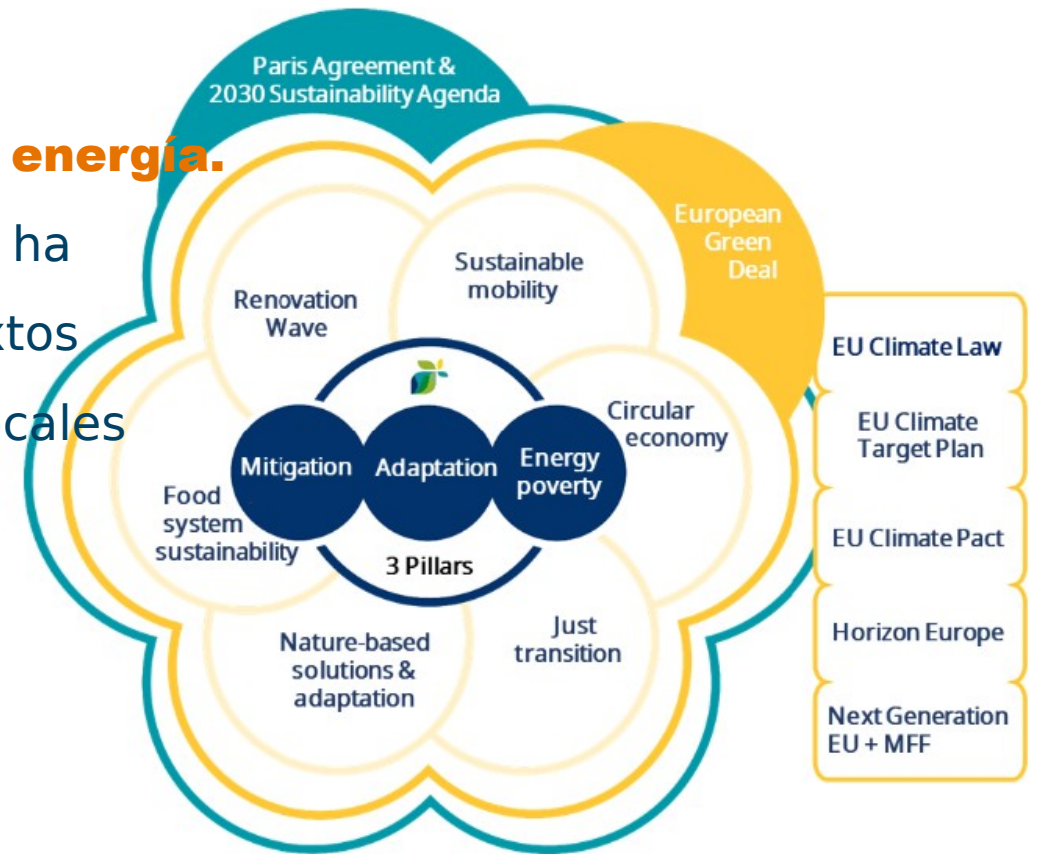 Paris Agreement &
2030 Sustainability Agenda
energía.
ha
cales
European
Green
Deal
Sustainable
mobility
Renovation
Wave
Circular
economy
Mitigation
Adaptation
Energy
poverty
Food
system
sustainability
3 Pillars
Nature-based
solutions &
adaptation
Just
transition
EU Climate Law
EU Climate
Target Plan
EU Climate Pact
Horizon Europe
Next Generation
EU + MFF